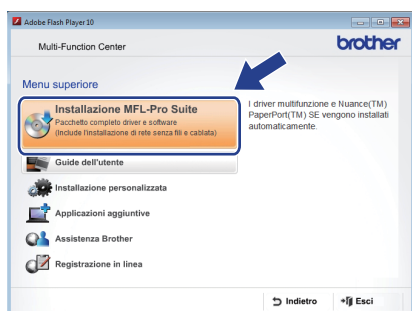 Adobe Flash Player 10
Multi-Function Center
brother
Menu superiore
Installazione MFL-Pro Suite
Pacchetto completo driver e software
(Include l'installazione di rete senza fili e cablata)
I driver multifunzione e Nuance(TM)
PaperPort(TM) SE vengono installati
automaticamente.
Guide dell'utente
Installazione personalizzata
Applicazioni aggiuntive
Assistenza Brother
Registrazione in linea
Indietro
Esci